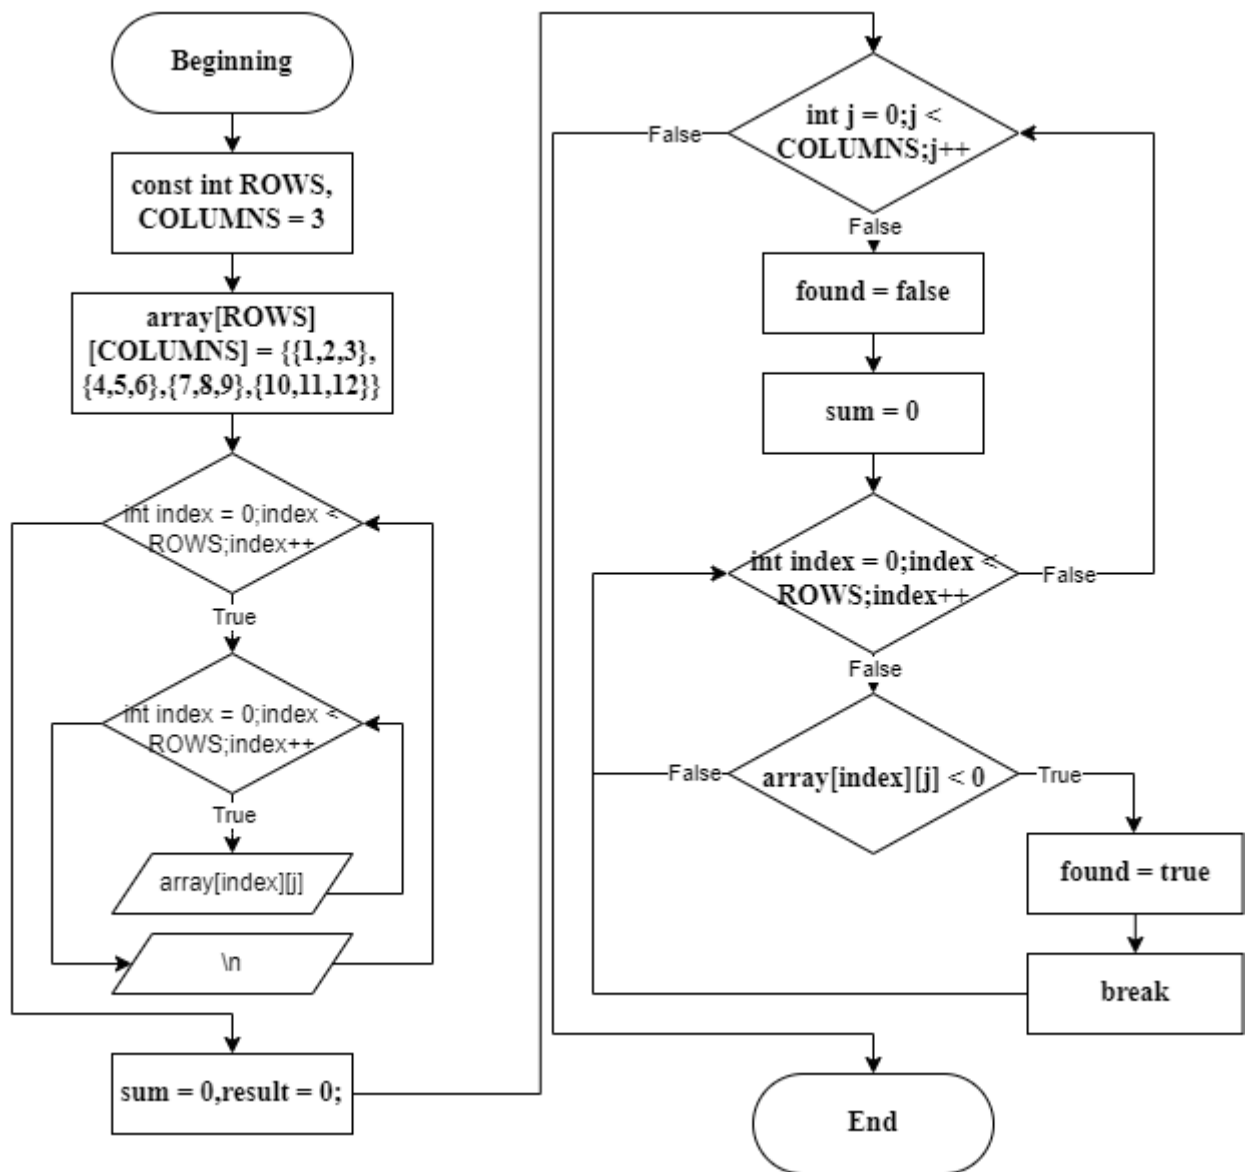 Beginning
const int ROWS,
COLUMNS = 3
array[ROWS]
[COLUMNS] = {{1,2,3},
{4,5,6},{7,8,9},{10,11,12}}
int index = 0;index <
ROWS;index++
True
int index = 0;index <
ROWS;index++
True
array[index][j]
\n
sum = 0,result = 0;
int j = 0;j <
COLUMNS;j++
False
False
found = false
sum = 0
int index = 0;index <
ROWS;index++
False
False
array[index][j] < 0
False
True
found = true
break
End